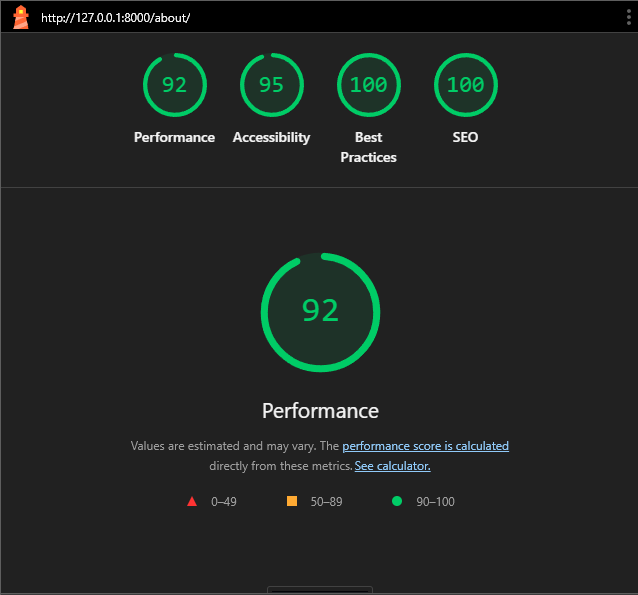 http://127.0.0.1:8000/about/
92 95 100 100
Performance Accessibility Best Practices SEO
92
Performance
Values are estimated and may vary. The performance score is calculated
directly from these metrics. See calculator.
0–49 50–89 90–100